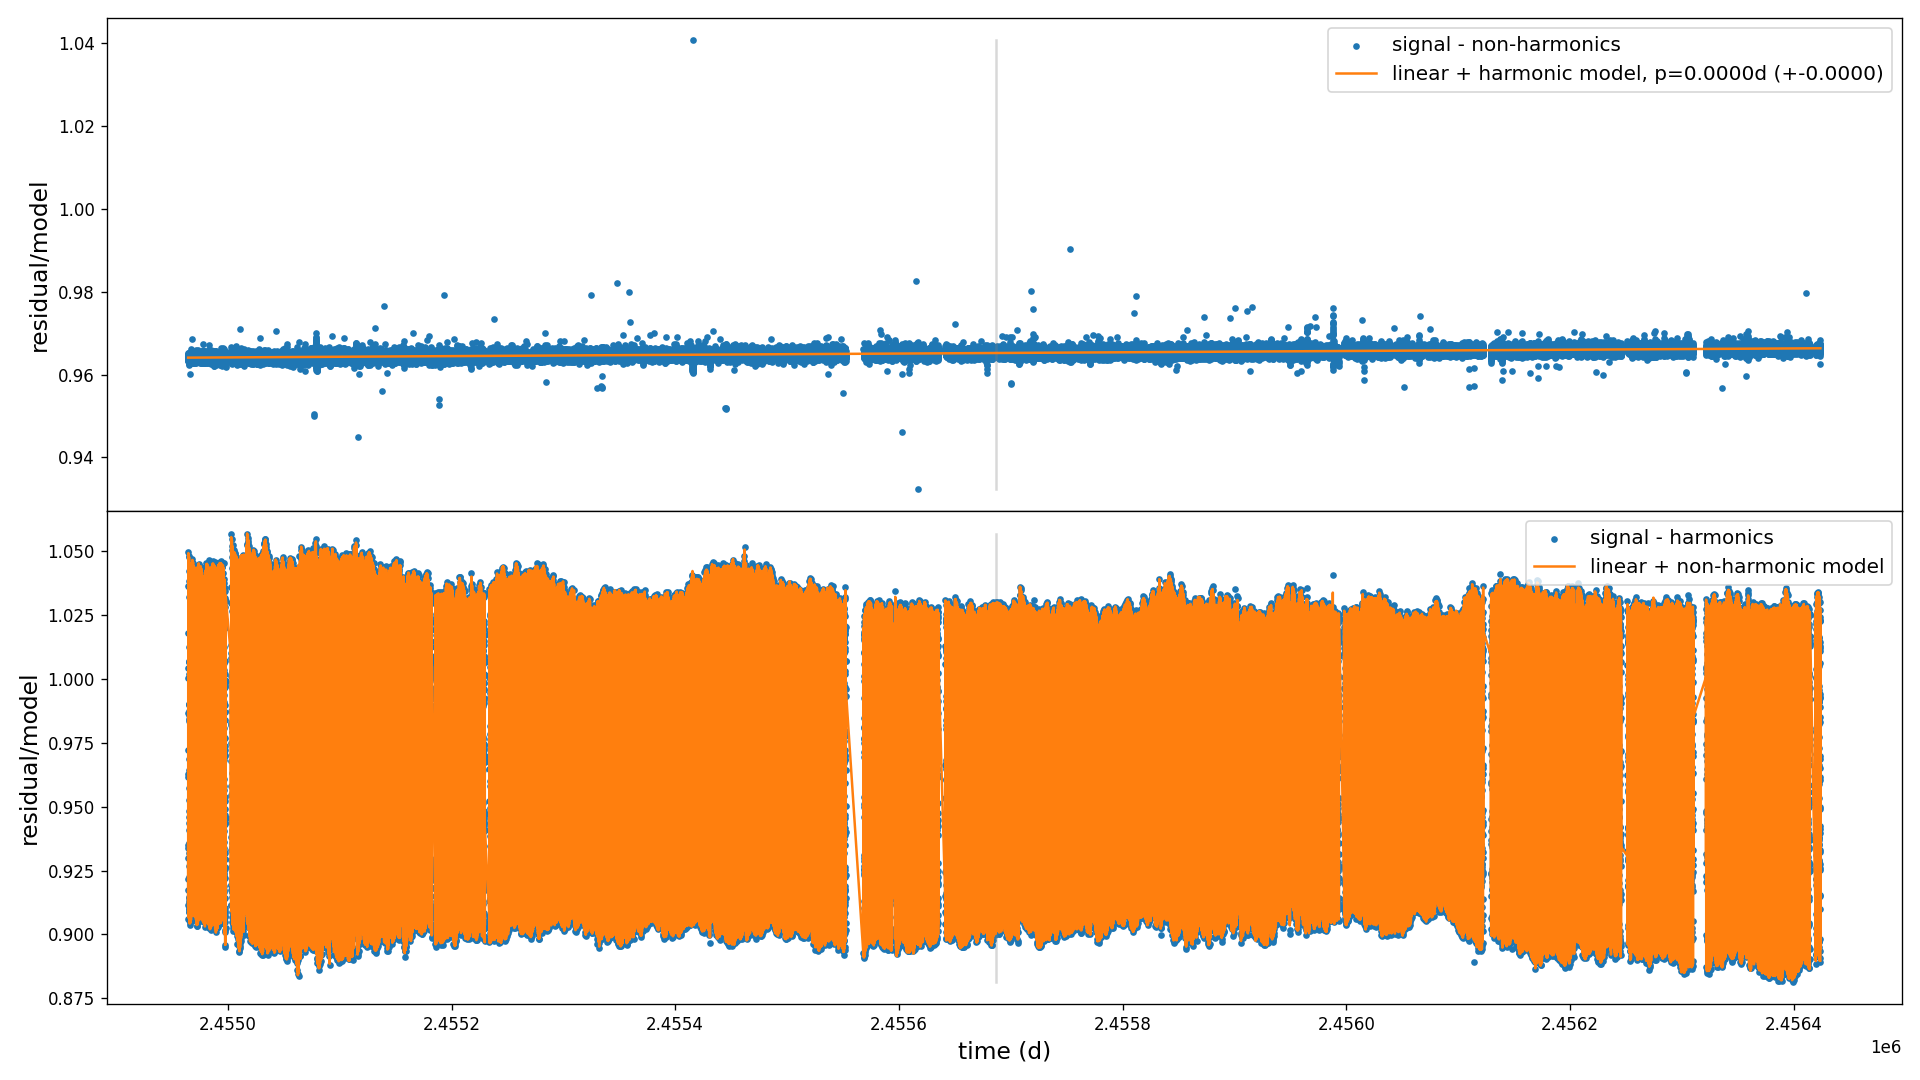 signal - non-harmonics
linear + harmonic model, p=0.0000d (+-0.0000)
residual/model
1.04
1.02
1.00
0.98
0.96
0.94
signal - harmonics
linear + non-harmonic model
residual/model
1.050
1.025
1.000
0.975
0.950
0.925
0.900
0.875
2.4550 2.4552 2.4554 2.4556 2.4558 2.4560 2.4562 2.4564
time (d)
1e6